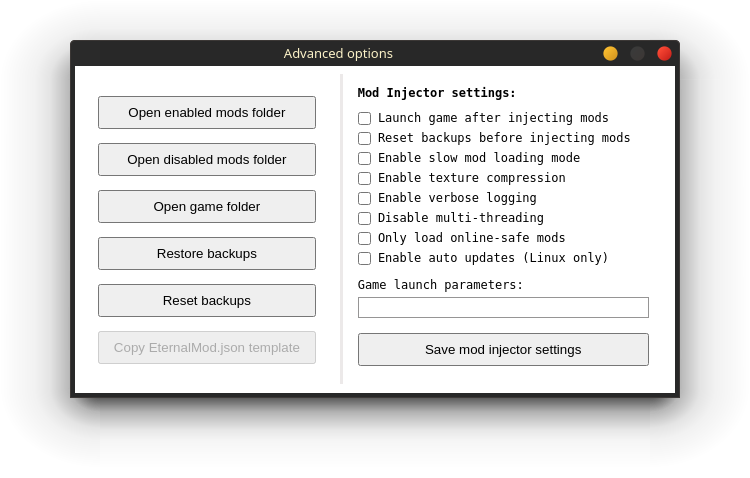 Advanced options
Open enabled mods folder
Open disabled mods folder
Open game folder
Restore backups
Reset backups
Copy EternalMod.json template
Mod Injector settings:
Launch game after injecting mods
Reset backups before injecting mods
Enable slow mod loading mode
Enable texture compression
Enable verbose logging
Disable multi-threading
Only load online-safe mods
Enable auto updates (Linux only)
Game launch parameters:
Save mod injector settings